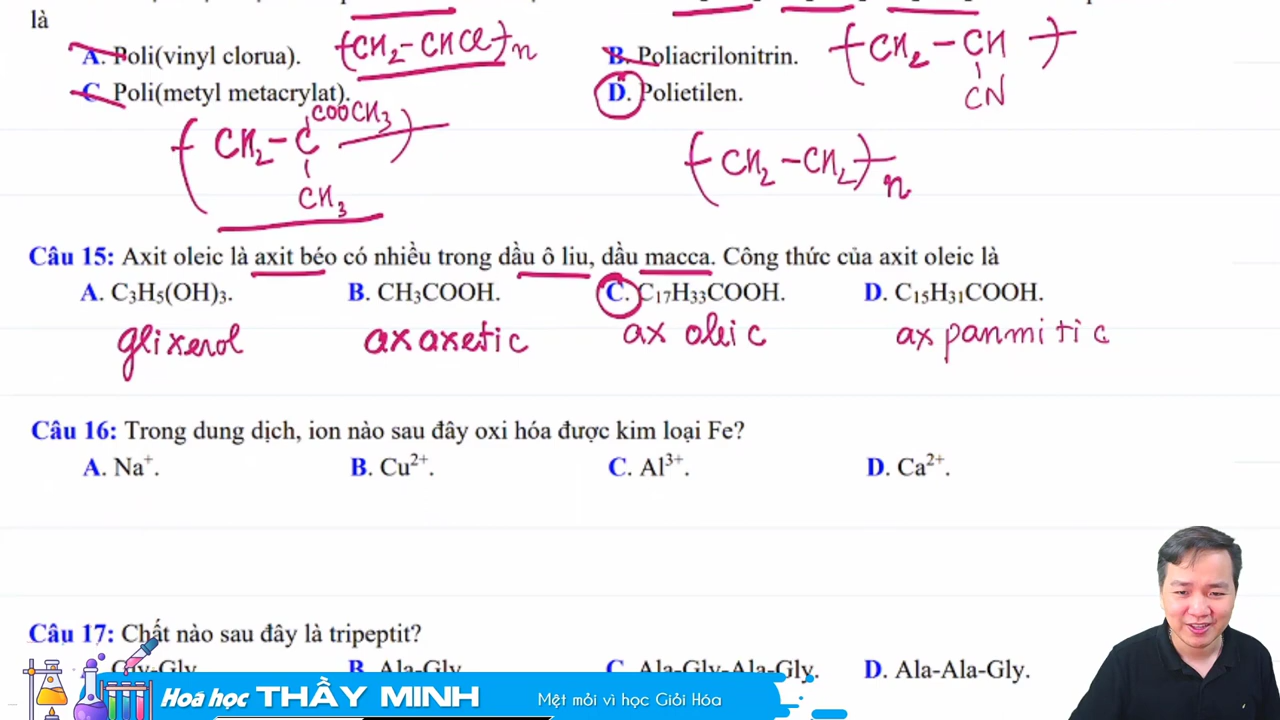 là
A. Poli(vinyl clorua).
(CH2-CHCl)n
B. Poliacrilonitrin.
(CH2-CH)
CN
C. Poli(metyl metacrylat).
D. Polietilen.
COOCH3
(CH2-C)
CH3
(CH2-CH2)n
Câu 15: Axit oleic là axit béo có nhiều trong dầu ô liu, dầu macca. Công thức của axit oleic là
A. C3H5(OH)3. B. CH3COOH. C. C17H33COOH. D. C15H31COOH.
glixerol ax axetic ax oleic ax panmitic
Câu 16: Trong dung dịch, ion nào sau đây oxi hóa được kim loại Fe?
A. Na+. B. Cu2+. C. Al3+. D. Ca2+.
Câu 17: Chất nào sau đây là tripeptit?
Gly-Gly B. Ala-Gly C. Ala-Gly-Ala-Gly. D. Ala-Ala-Gly.
Hoá học THẦY MINH Mệt mỏi vì học Giỏi Hóa